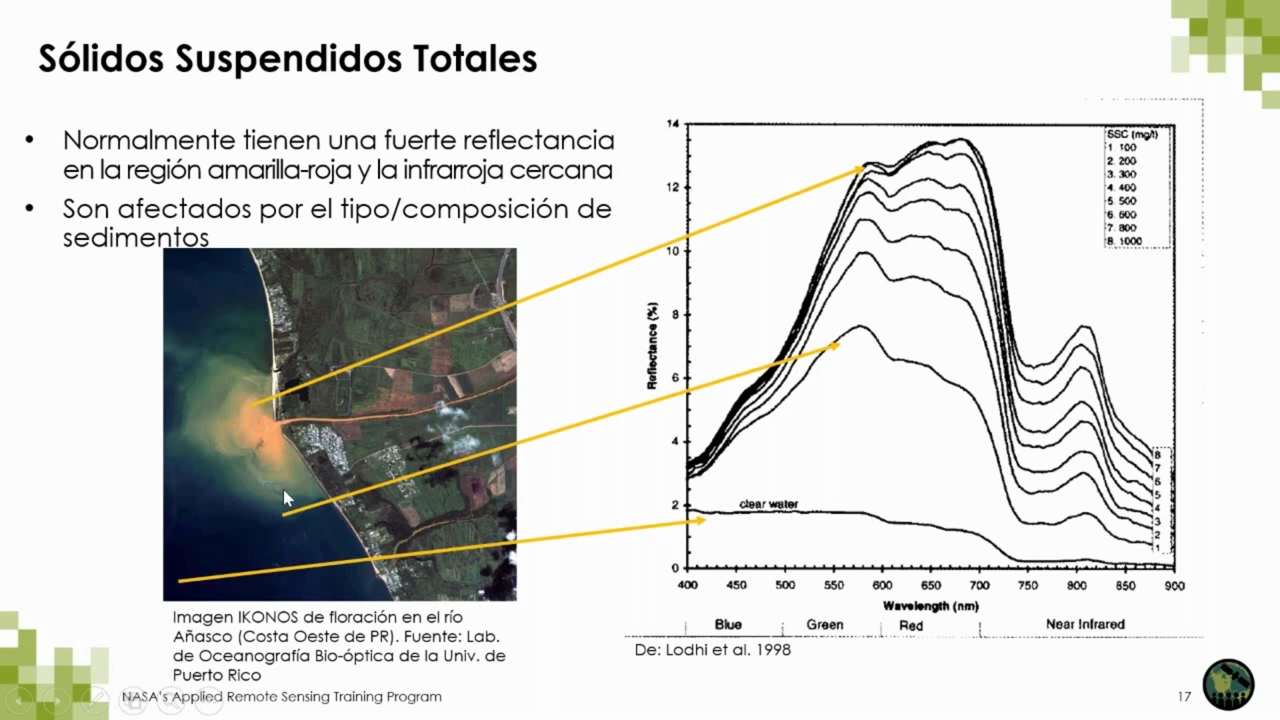 Sólidos Suspendidos Totales
• Normalmente tienen una fuerte reflectancia
en la región amarilla-roja y la infrarroja cercana
• Son afectados por el tipo/composición de
sedimentos
Imagen IKONOS de floración en el río
Añasco (Costa Oeste de PR). Fuente: Lab.
de Oceanografía Bio-óptica de la Univ. de
Puerto Rico
14
12
10
8
6
4
2
0
Reflectance (%)
SSC (mg/l)
1. 100
2. 200
3. 300
4. 400
5. 500
6. 600
7. 800
8. 1000
clear water
8
7
6
5
4
3
2
1
400 450 500 550 600 650 700 750 800 850 900
Wavelength (nm)
Blue Green Red Near Infrared
De: Lodhi et al. 1998
NASA's Applied Remote Sensing Training Program
17